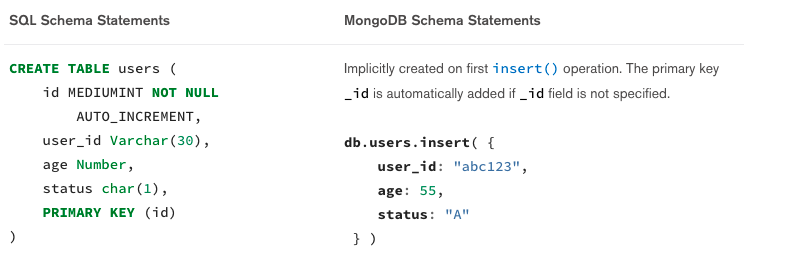 SQL Schema Statements
MongoDB Schema Statements
CREATE TABLE users (
    id MEDIUMINT NOT NULL
        AUTO_INCREMENT,
    user_id Varchar(30),
    age Number,
    status char(1),
    PRIMARY KEY (id)
)
Implicitly created on first insert() operation. The primary key
_id is automatically added if _id field is not specified.
db.users.insert( {
    user_id: "abc123",
    age: 55,
    status: "A"
 } )